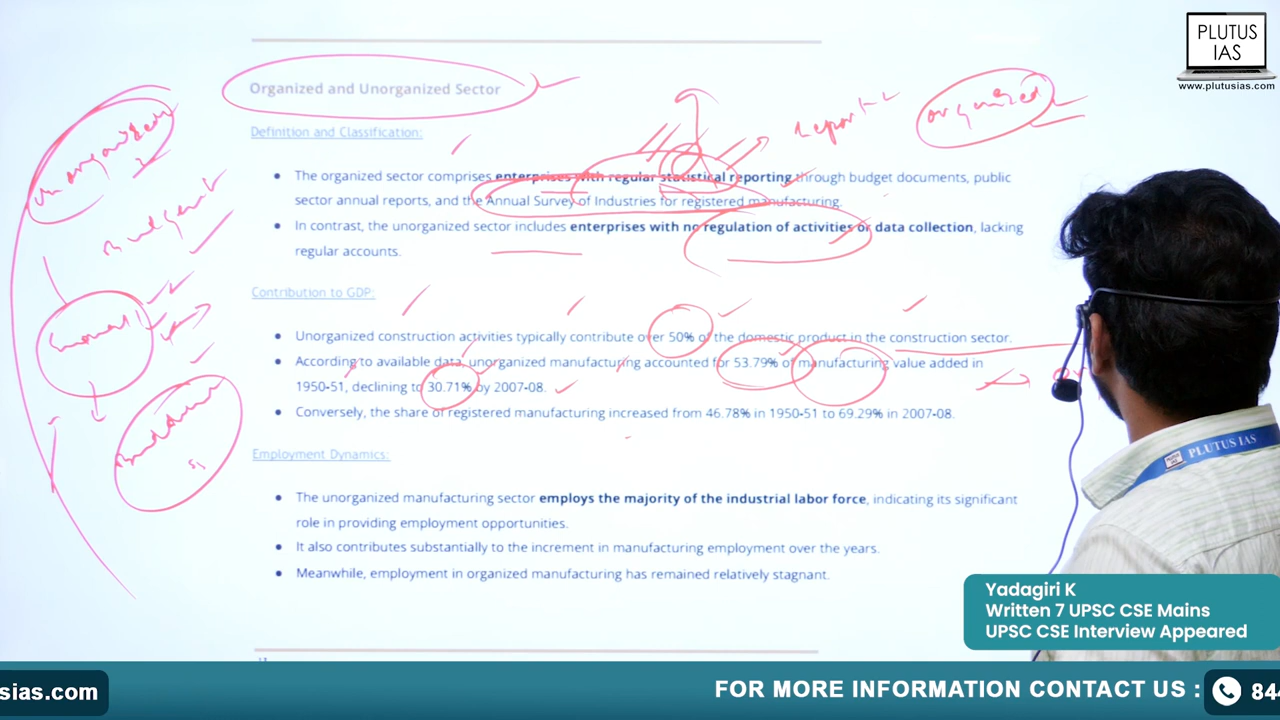 PLUTUS
IAS
www.plutusias.com
Organized and Unorganized Sector
organized
report
unorganized
Definition and Classification:
The organized sector comprises enterprises with regular statistical reporting through budget documents, public
sector annual reports, and the Annual Survey of Industries for registered manufacturing.
In contrast, the unorganized sector includes enterprises with no regulation of activities or data collection, lacking
regular accounts.
Contribution to GDP:
Unorganized construction activities typically contribute over 50% of the domestic product in the construction sector.
According to available data, unorganized manufacturing accounted for 53.79% of manufacturing value added in
1950-51, declining to 30.71% by 2007-08.
Conversely, the share of registered manufacturing increased from 46.78% in 1950-51 to 69.29% in 2007-08.
Employment Dynamics:
The unorganized manufacturing sector employs the majority of the industrial labor force, indicating its significant
role in providing employment opportunities.
It also contributes substantially to the increment in manufacturing employment over the years.
Meanwhile, employment in organized manufacturing has remained relatively stagnant.
PLUTUS IAS
Yadagiri K
Written 7 UPSC CSE Mains
UPSC CSE Interview Appeared
sias.com
FOR MORE INFORMATION CONTACT US :
84